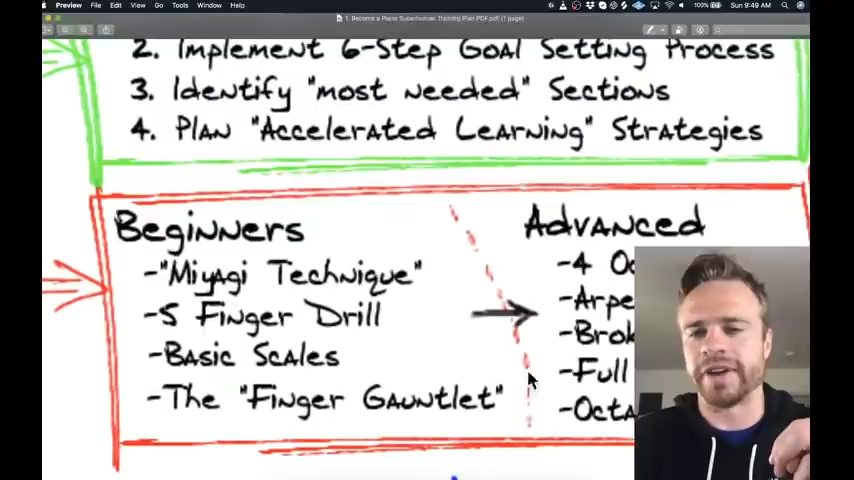 Preview File Edit View Go Tools Window Help
100% Sun 9:49 AM
1. Become a Piano Superhuman Training Plan PDF.pdf (1 page)
2. Implement 6-Step Goal Setting Process
3. Identify "most needed" Sections
4. Plan "Accelerated Learning" Strategies
Beginners
-"Miyagi Technique"
-5 Finger Drill
-Basic Scales
-The "Finger Gauntlet"
Advanced
-4 Oc
-Arpe
-Brok
-Full
-Octa